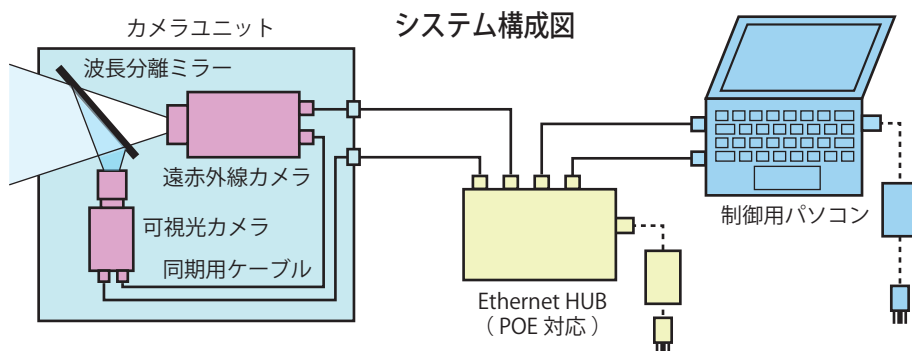 システム構成図
カメラユニット
波長分離ミラー
遠赤外線カメラ
可視光カメラ
同期用ケーブル
Ethernet HUB
（ POE 対応 ）
制御用パソコン